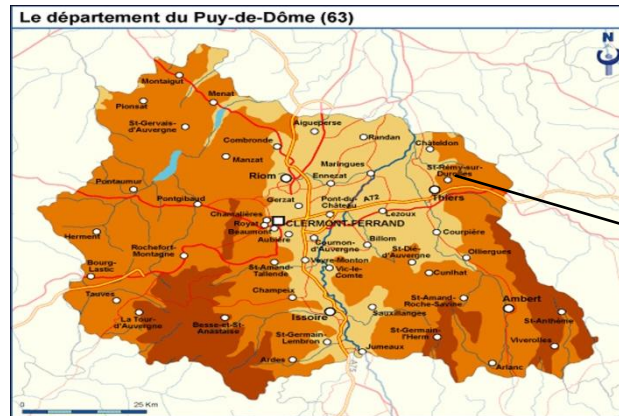 Le département du Puy-de-Dôme (63)
N
Montaigut
Menat
Pionsat
Aigueperse
St-Gervais-
d'Auvergne
Combronde
Randan
Châteldon
Manzat
Maringues
St-Rémy-sur-
Durolles
Riom
Ennezat
Pontaumur
Thiers
Gerzat
Pont-du-
Château
A72
Pontgibaud
Lezoux
Chamalières
Royat
CLERMONT-FERRAND
Beaumont
Herment
Aubière
Cournon-
d'Auvergne
Billom
Courpière
Rochefort-
Montagne
St-Dié-
d'Auvergne
Olliergues
Bourg-
Lastic
St-Amand-
Tallende
Veyre-Monton
Vic-le-
Comte
Cunlhat
Tauves
Champeix
St-Amand-
Roche-Savine
Ambert
La Tour-
d'Auvergne
Besse-et-St-
Anastaise
Issoire
Sauxillanges
St-Anthème
St-Germain-
Lembron
St-Germain-
l'Herm
Viverols
Ardes
Jumeaux
Arlanc
0 25 Km